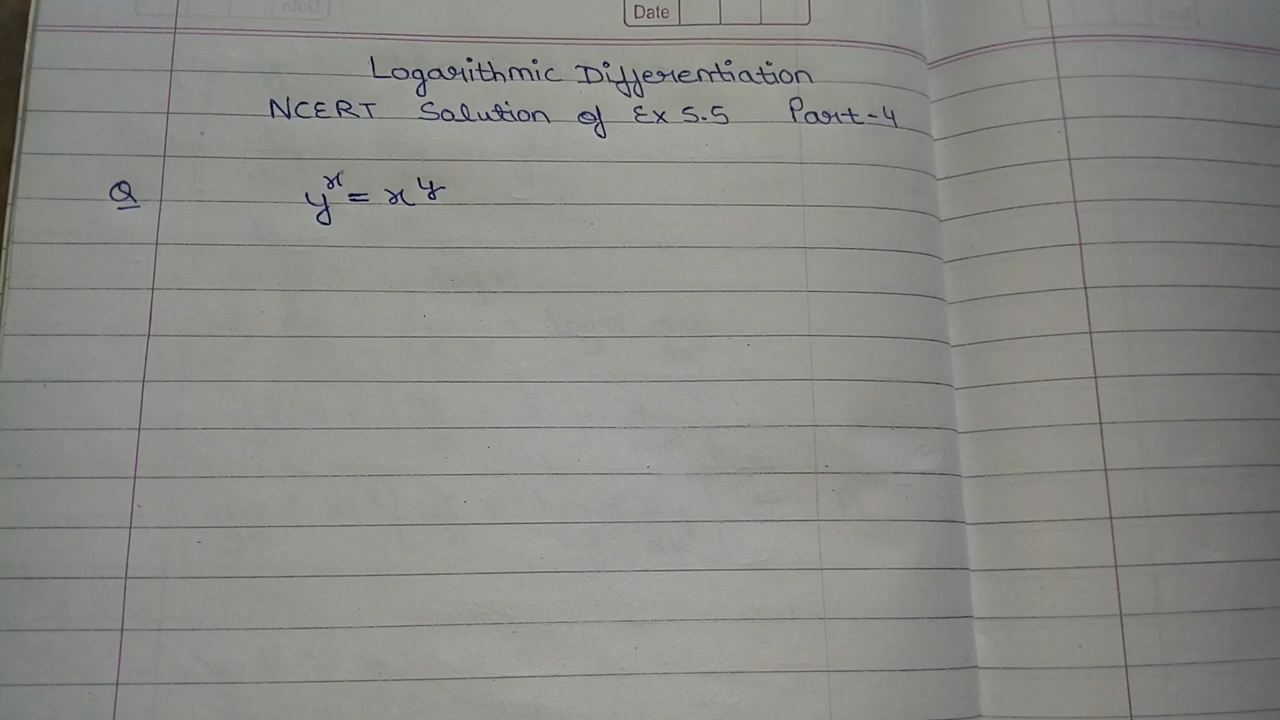 Date
Logarithmic Differentiation
NCERT Solution of Ex 5.5 Part-4
Q y^x = x^y